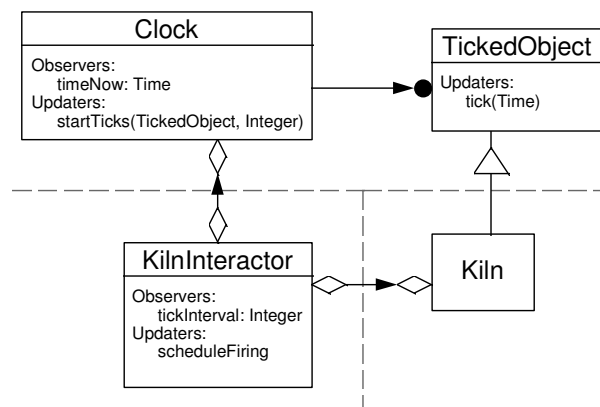 Clock
Observers:
timeNow: Time
Updaters:
startTicks(TickedObject, Integer)
TickedObject
Updaters:
tick(Time)
KilnInteractor
Observers:
tickInterval: Integer
Updaters:
scheduleFiring
Kiln